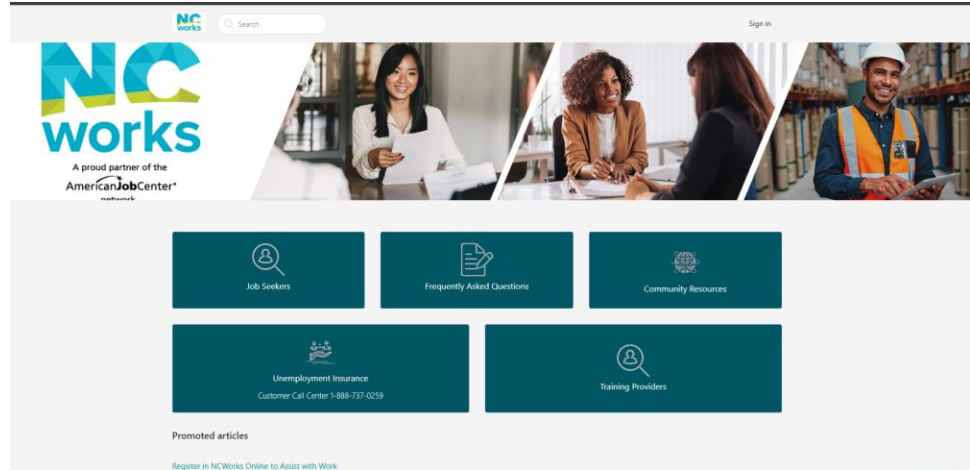 NC
works
Search
Sign in
NC
works
A proud partner of the
AmericanJobCenter
network
Job Seekers
Frequently Asked Questions
Community Resources
Unemployment Insurance
Customer Call Center 1-888-737-0259
Training Providers
Promoted articles
Register in NCWorks Online to Assist with Work